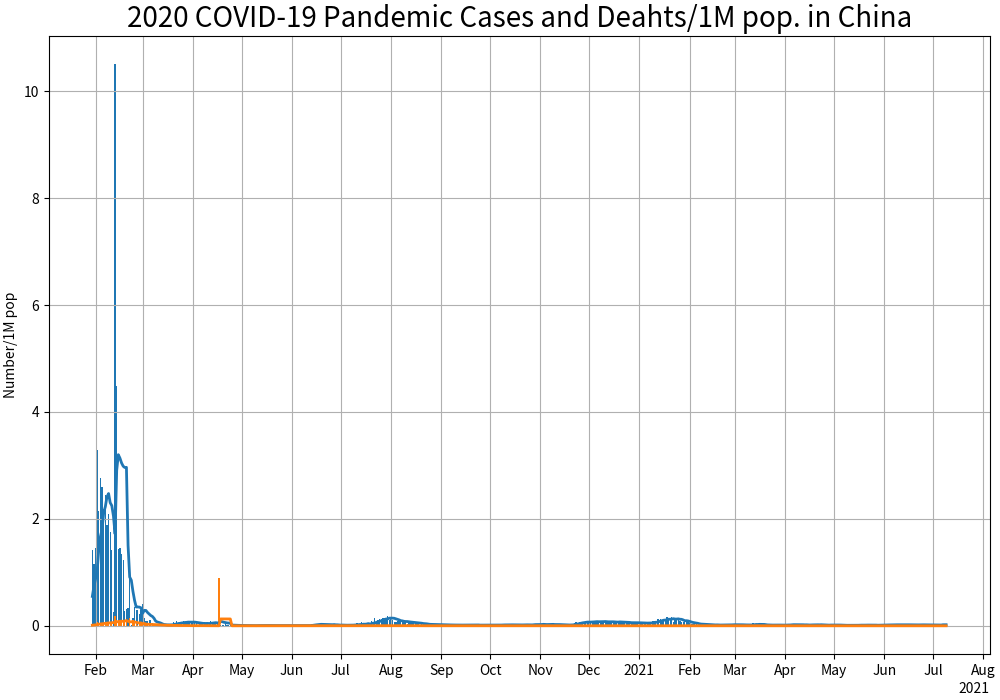 2020 COVID-19 Pandemic Cases and Deahts/1M pop. in China
Number/1M pop
10
8
6
4
2
0
Feb Mar Apr May Jun Jul Aug Sep Oct Nov Dec 2021 Feb Mar Apr May Jun Jul Aug
2021